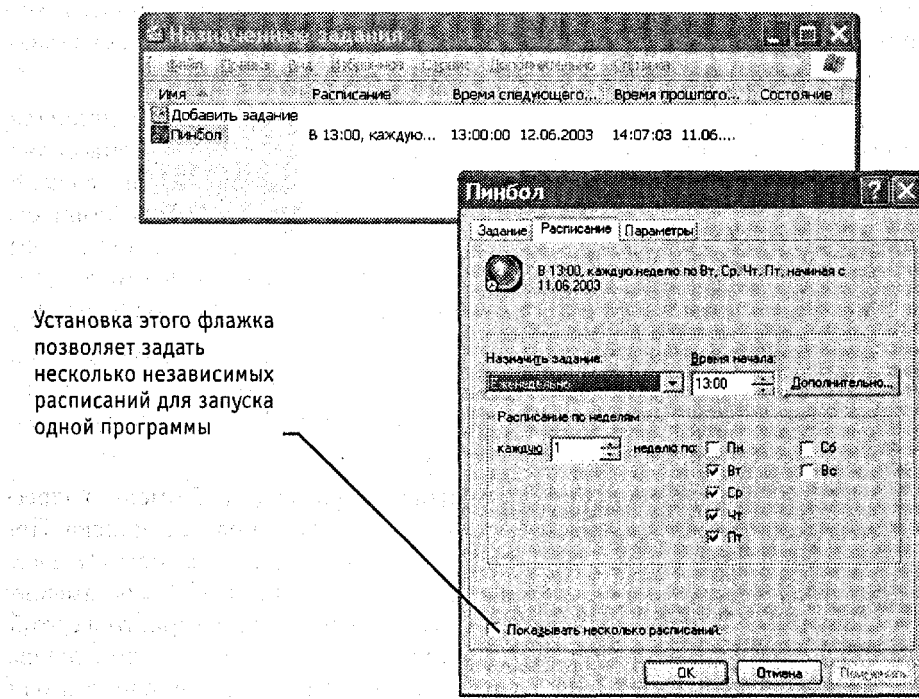 Назначенные задания
Файл Правка Вид Избранное Сервис Дополнительно Справка
Имя Расписание Время следующего... Время прошлого... Состояние
Добавить задание
Пинбол В 13:00, каждую... 13:00:00 12.06.2003 14:07:03 11.06....
Пинбол
Задание Расписание Параметры
В 13:00, каждую неделю по Вт, Ср, Чт, Пт, начиная с
11.06.2003
Установка этого флажка
позволяет задать
несколько независимых
расписаний для запуска
одной программы
Назначить задание: Время начала:
Еженедельно 13:00 Дополнительно...
Расписание по неделям
каждую 1 неделю по: Пн Сб
Вт Вс
Ср
Чт
Пт
Показывать несколько расписаний.
OK Отмена Применить